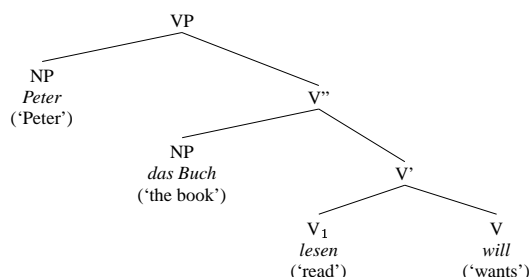 VP
NP
Peter
(‘Peter’)
V”
NP
das Buch
(‘the book’)
V’
V₁
lesen
(‘read’)
V
will
(‘wants’)